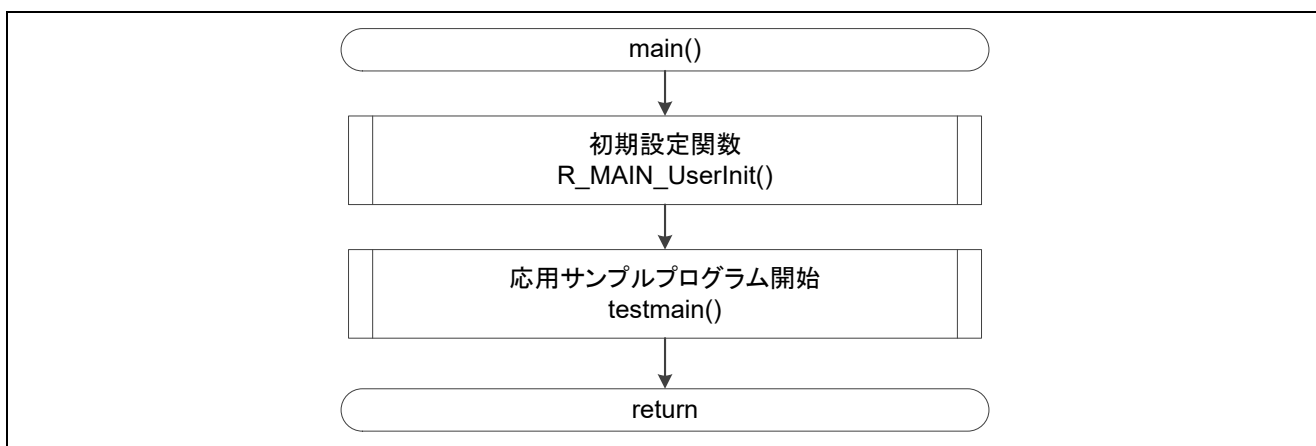 main()
初期設定関数
R_MAIN_UserInit()
応用サンプルプログラム開始
testmain()
return